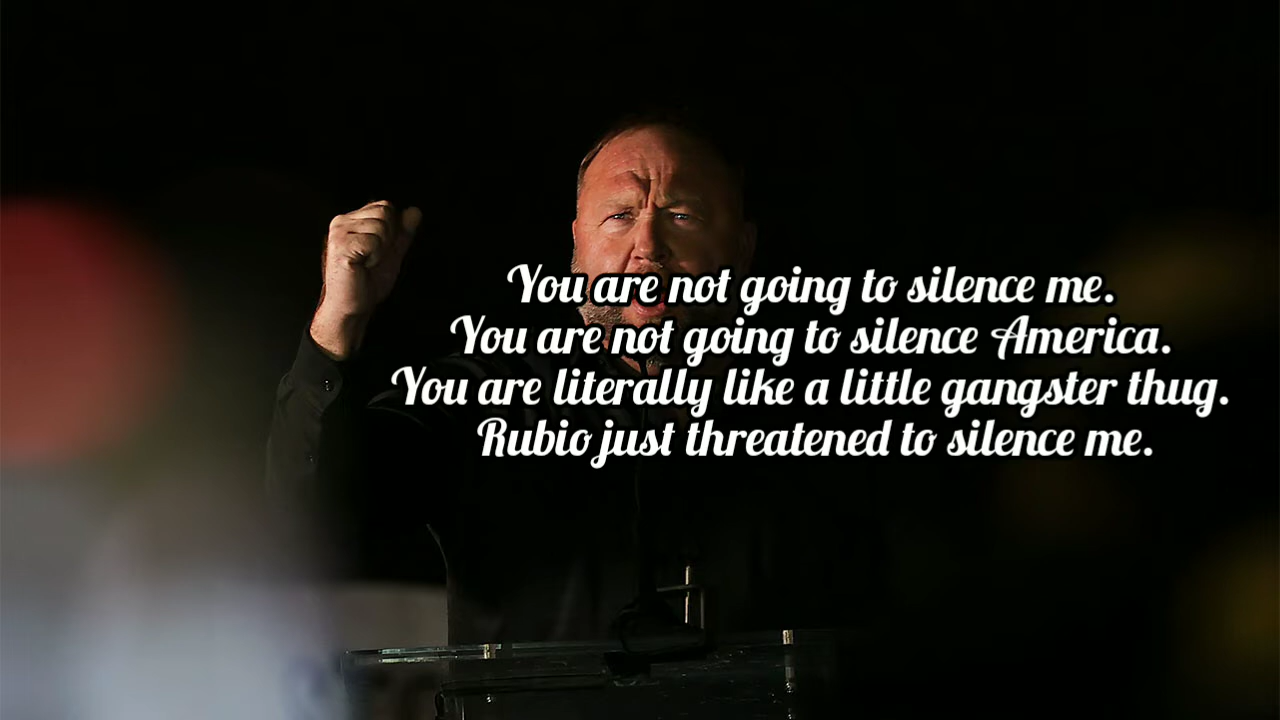 You are not going to silence me.
You are not going to silence America.
You are literally like a little gangster thug.
Rubio just threatened to silence me.